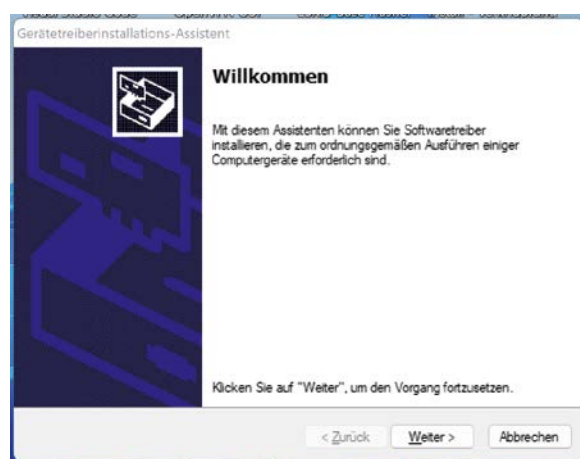 Gerätetreiberinstallations-Assistent
Willkommen
Mit diesem Assistenten können Sie Softwaretreiber
installieren, die zum ordnungsgemäßen Ausführen einiger
Computergeräte erforderlich sind.
Klicken Sie auf "Weiter", um den Vorgang fortzusetzen.
< Zurück Weiter > Abbrechen